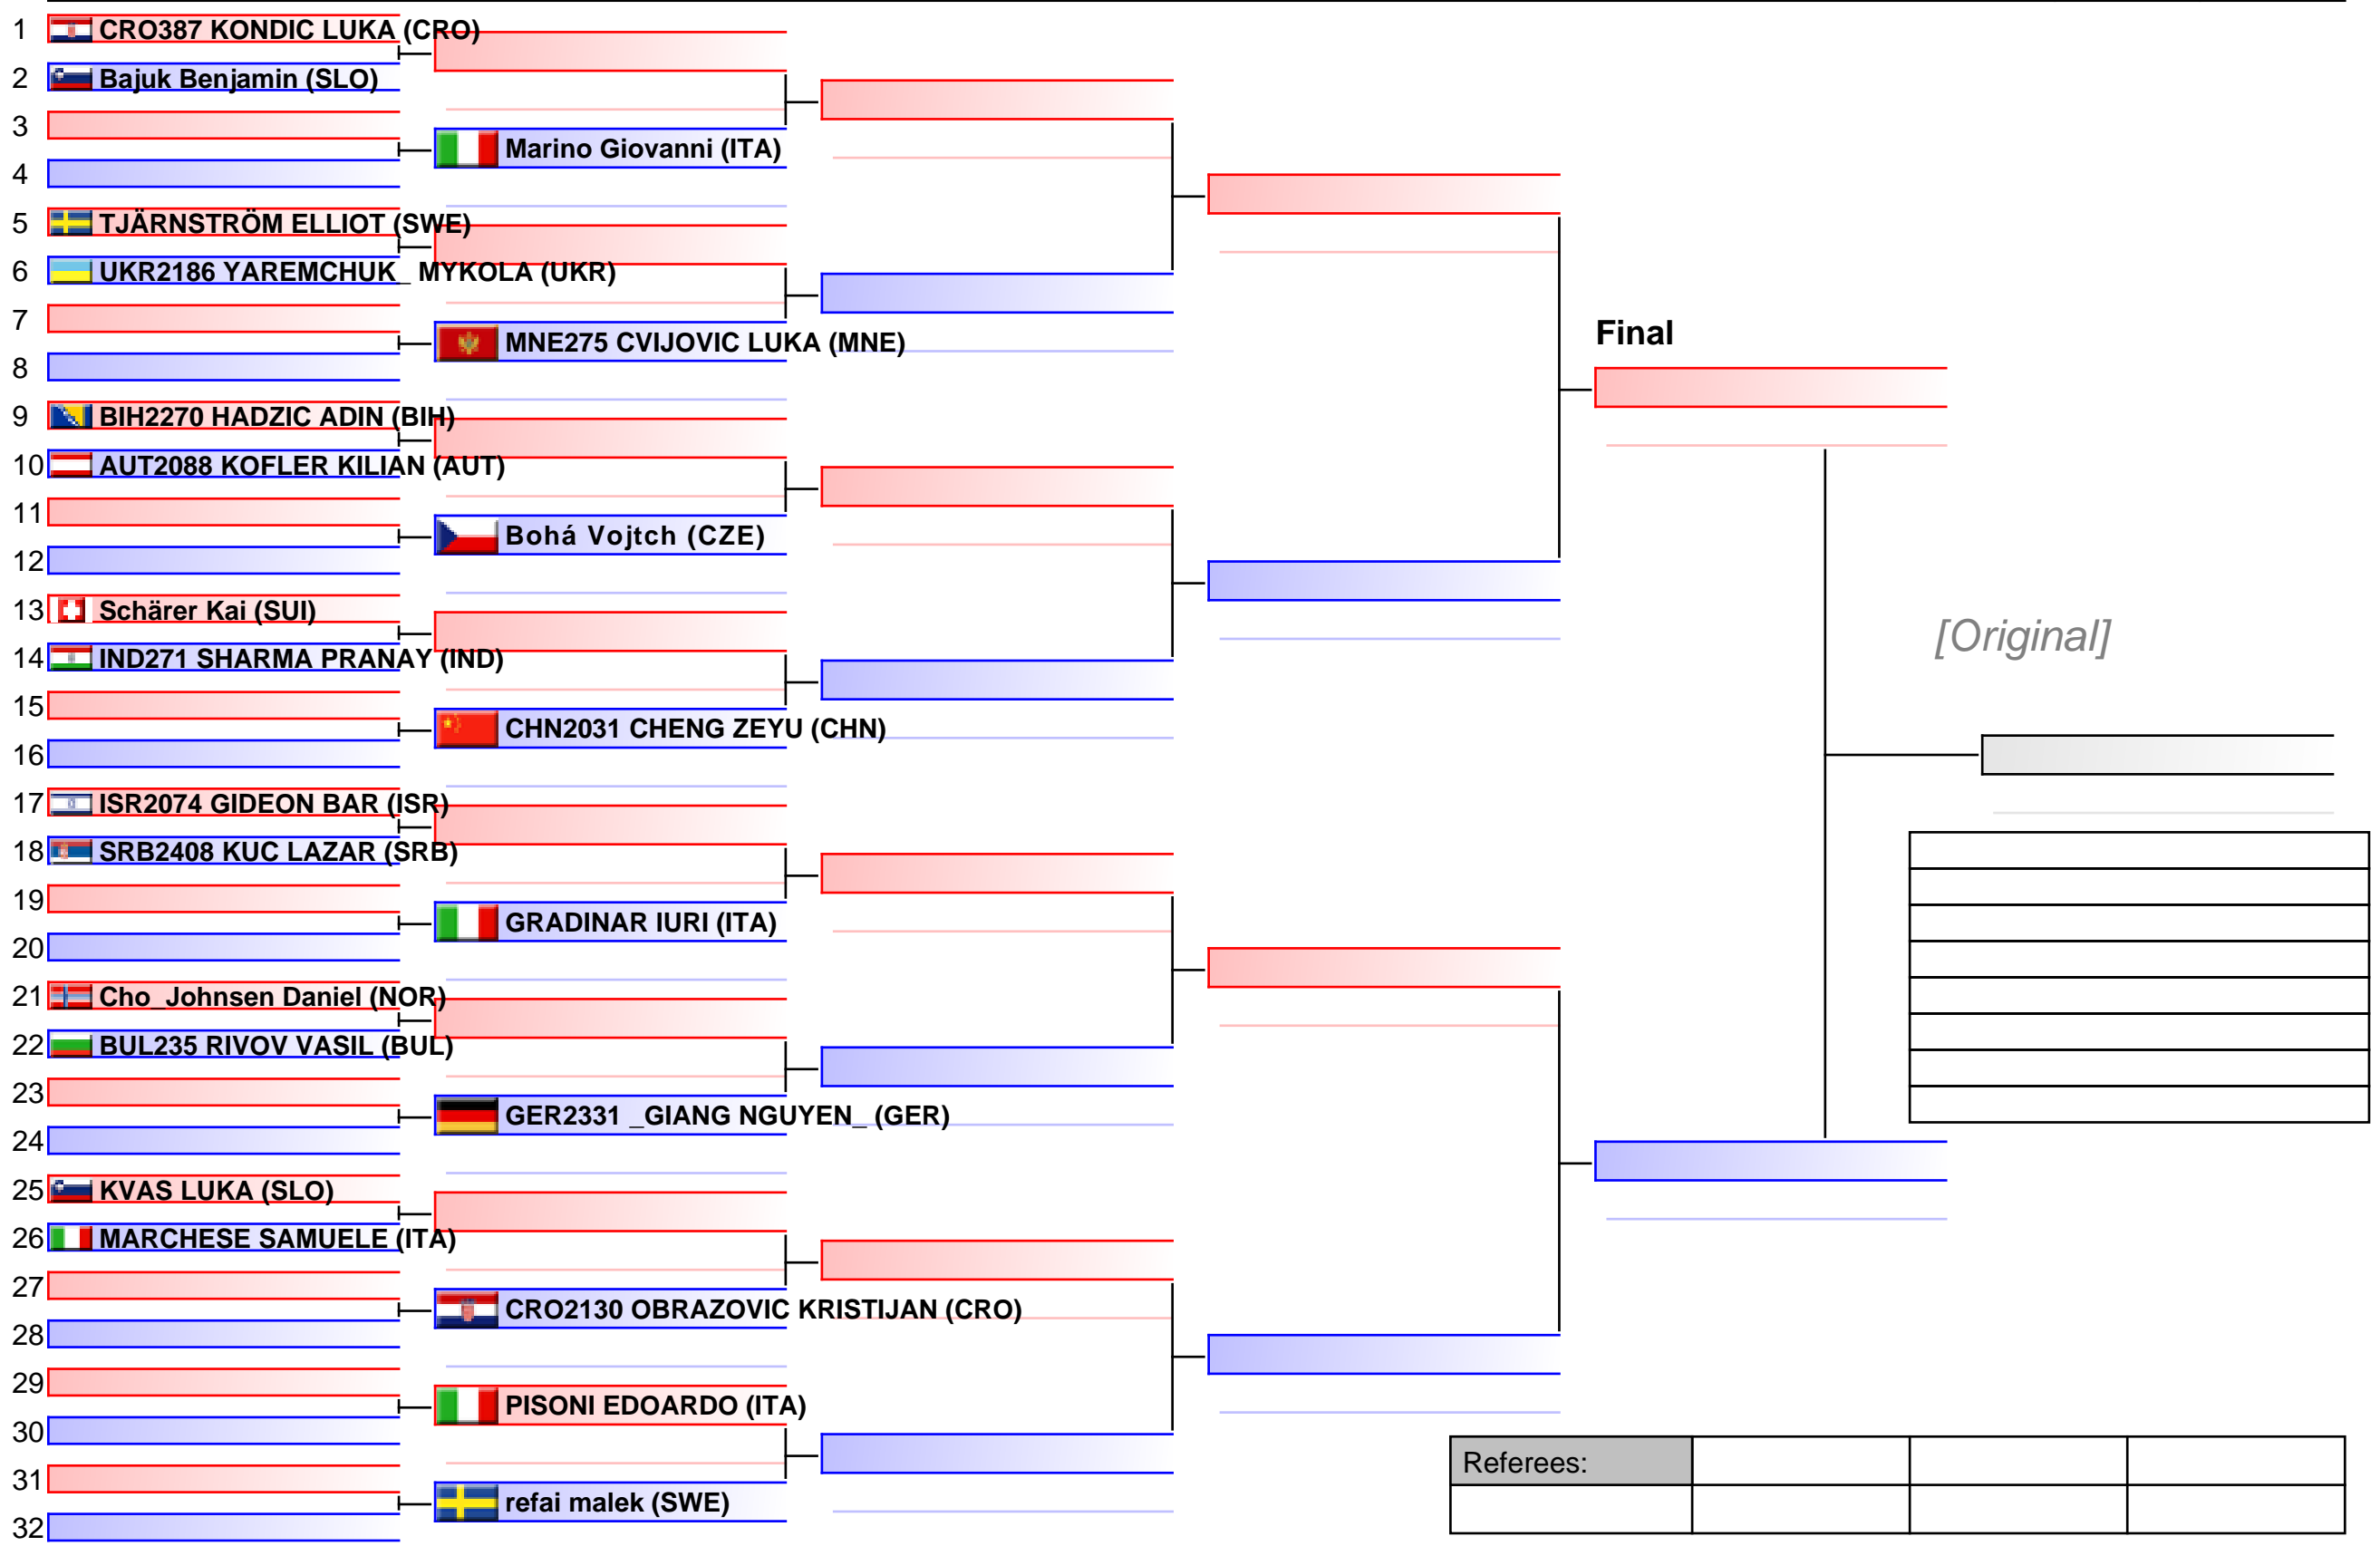 1 CRO387 KONDIC LUKA (CRO)
2 Bajuk Benjamin (SLO)
3
Marino Giovanni (ITA)
4
5 TJÄRNSTRÖM ELLIOT (SWE)
6 UKR2186 YAREMCHUK_ MYKOLA (UKR)
7
MNE275 CVIJOVIC LUKA (MNE)
8
Final
9 BIH2270 HADZIC ADIN (BIH)
10 AUT2088 KOFLER KILIAN (AUT)
11
Bohá Vojtch (CZE)
12
13 Schärer Kai (SUI)
[Original]
14 IND271 SHARMA PRANAY (IND)
15
CHN2031 CHENG ZEYU (CHN)
16
17 ISR2074 GIDEON BAR (ISR)
18 SRB2408 KUC LAZAR (SRB)
19
GRADINAR IURI (ITA)
20
21 Cho_Johnsen Daniel (NOR)
22 BUL235 RIVOV VASIL (BUL)
23
GER2331 _GIANG NGUYEN_ (GER)
24
25 KVAS LUKA (SLO)
26 MARCHESE SAMUELE (ITA)
27
CRO2130 OBRAZOVIC KRISTIJAN (CRO)
28
29
PISONI EDOARDO (ITA)
30
Referees:
31
refai malek (SWE)
32